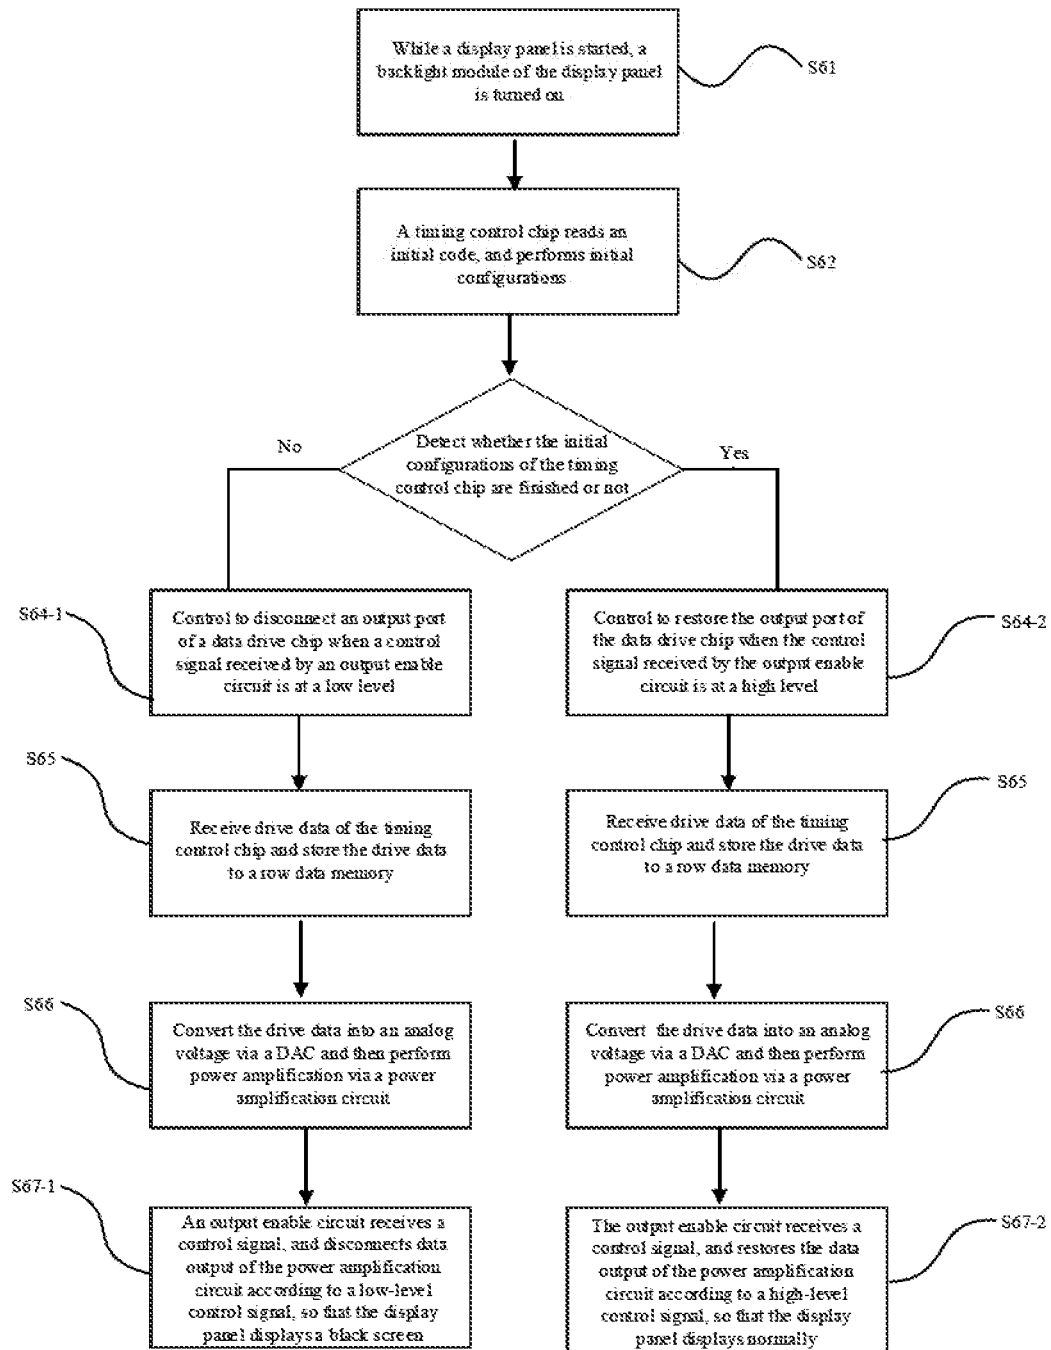 While a display panel is started, a
backlight module of the display panel
is turned on
S61
A timing control chip reads an
initial code, and performs initial
configurations
S62
Detect whether the initial
configurations of the timing
control chip are finished or not
No
Yes
S64-1
Control to disconnect an output port
of a data drive chip when a control
signal received by an output enable
circuit is at a low level
Control to restore the output port of
the data drive chip when the control
signal received by the output enable
circuit is at a high level
S64-2
S65
Receive drive data of the timing
control chip and store the drive data
to a row data memory
Receive drive data of the timing
control chip and store the drive data
to a row data memory
S65
S66
Convert the drive data into an analog
voltage via a DAC and then perform
power amplification via a power
amplification circuit
Convert the drive data into an analog
voltage via a DAC and then perform
power amplification via a power
amplification circuit
S66
S67-1
An output enable circuit receives a
control signal, and disconnects data
output of the power amplification
circuit according to a low-level
control signal, so that the display
panel displays a black screen
The output enable circuit receives a
control signal, and restores the data
output of the power amplification
circuit according to a high-level
control signal, so that the display
panel displays normally
S67-2